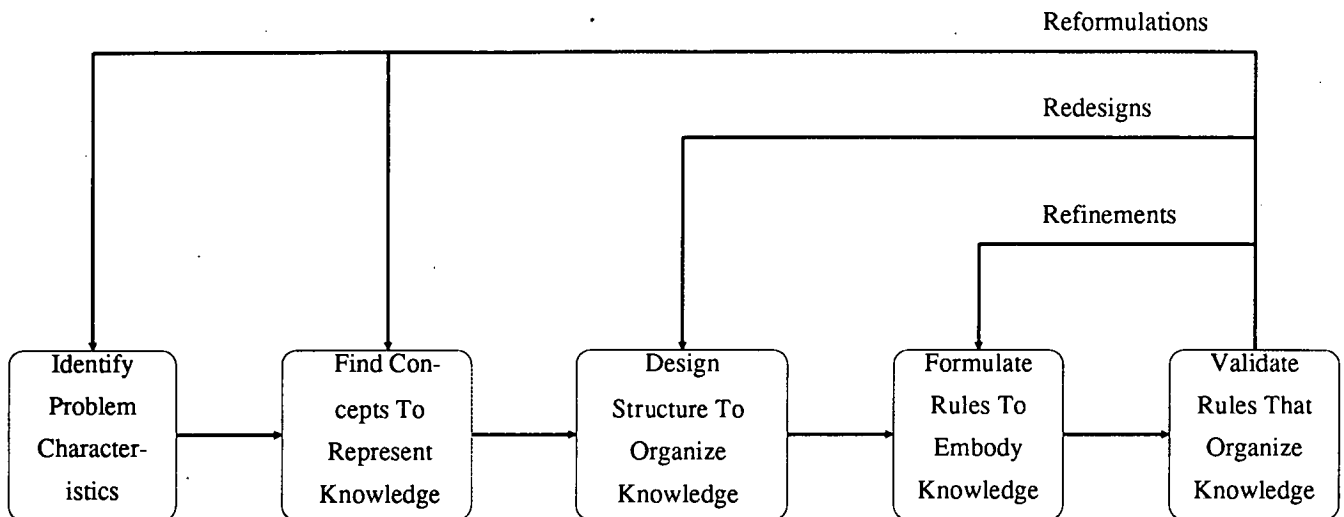 Reformulations
Redesigns
Refinements
Identify
Problem
Character-
istics
Find Con-
cepts To
Represent
Knowledge
Design
Structure To
Organize
Knowledge
Formulate
Rules To
Embody
Knowledge
Validate
Rules That
Organize
Knowledge